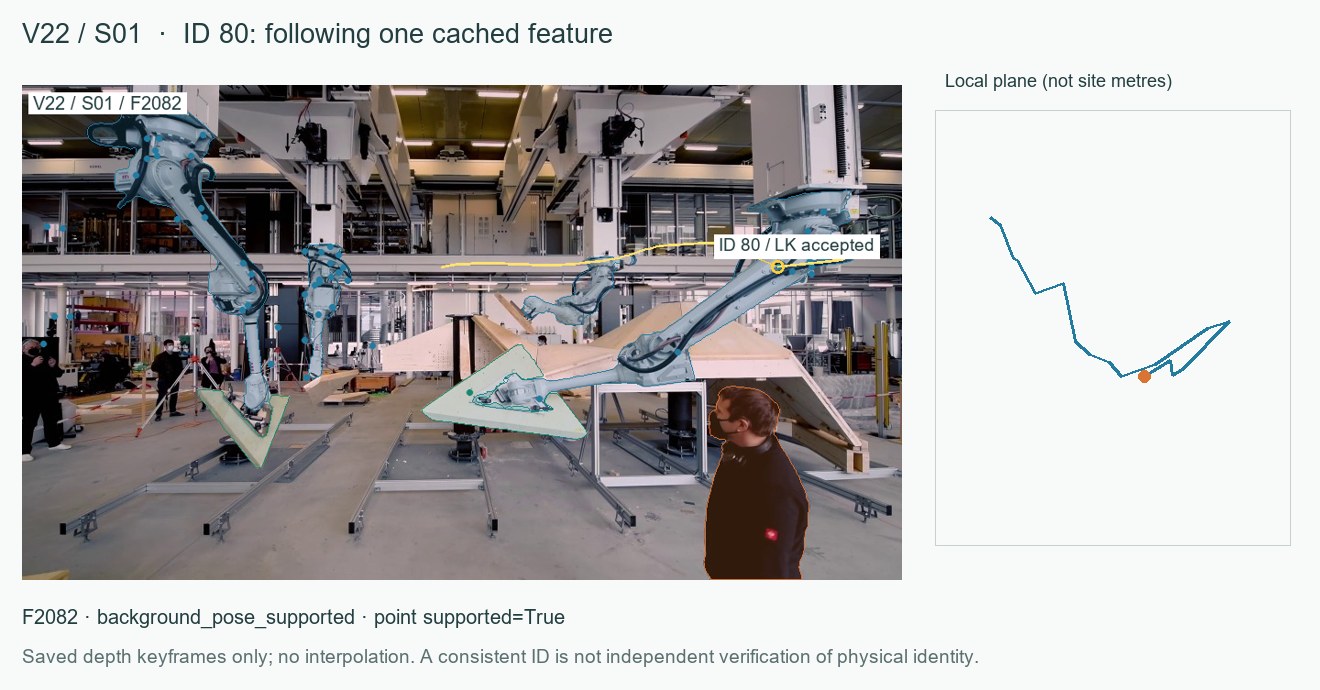 V22 / S01 · ID 80: following one cached feature
Local plane (not site metres)
V22 / S01 / F2082
ID 80 / LK accepted
F2082 · background_pose_supported · point supported=True
Saved depth keyframes only; no interpolation. A consistent ID is not independent verification of physical identity.